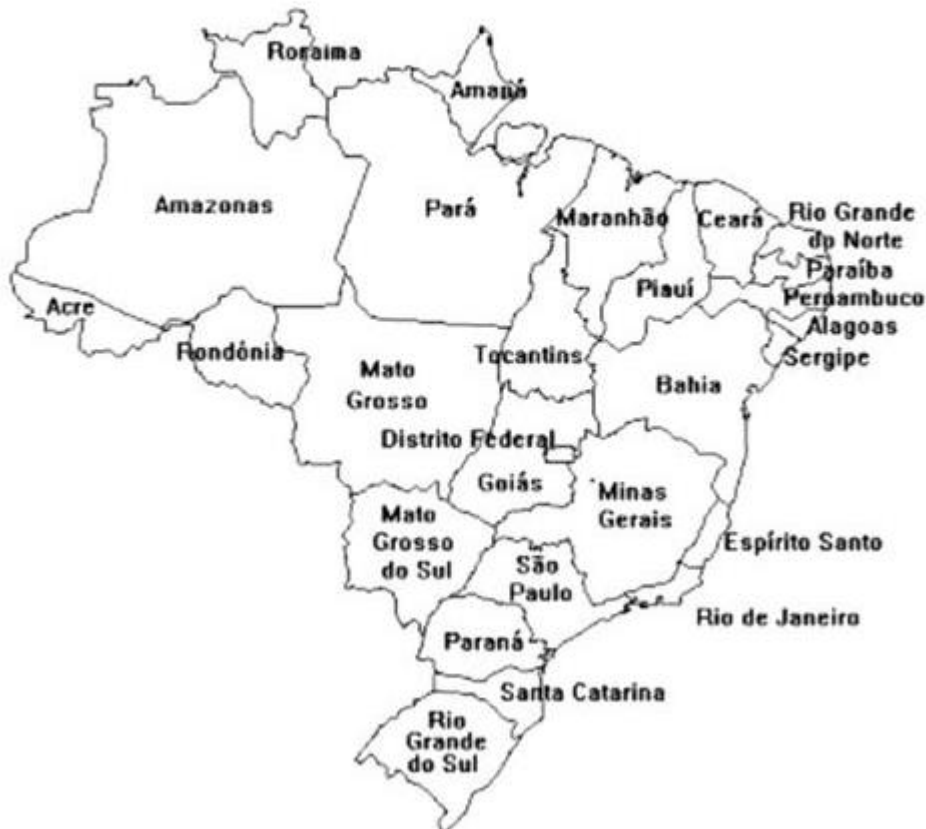 Roraima
Amaná
Amazonas
Pará
Maranhão
Ceará
Rio Grande
do Norte
Paraíba
Piauí
Pernambuco
Acre
Alagoas
Rondônia
Tocantins
Sergipe
Mato
Grosso
Bahia
Distrito Federal
Goiás
Minas
Gerais
Mato
Grosso
do Sul
Espírito Santo
São
Paulo
Rio de Janeiro
Paraná
Santa Catarina
Rio
Grande
do Sul